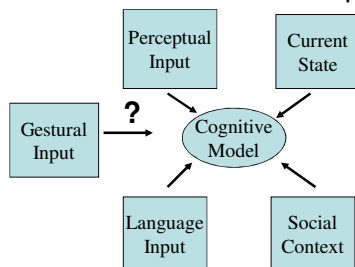 Perceptual
Input
Current
State
?
Gestural
Input
Cognitive
Model
Language
Input
Social
Context